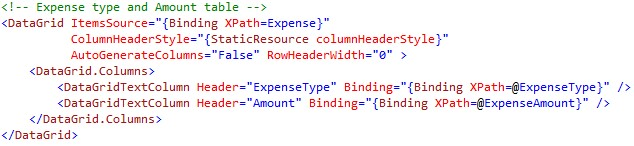 <!-- Expense type and Amount table -->
<DataGrid ItemsSource="{Binding XPath=Expense}"
ColumnHeaderStyle="{StaticResource columnHeaderStyle}"
AutoGenerateColumns="False" RowHeaderWidth="0" >
<DataGrid.Columns>
<DataGridTextColumn Header="ExpenseType" Binding="{Binding XPath=@ExpenseType}" />
<DataGridTextColumn Header="Amount" Binding="{Binding XPath=@ExpenseAmount}" />
</DataGrid.Columns>
</DataGrid>